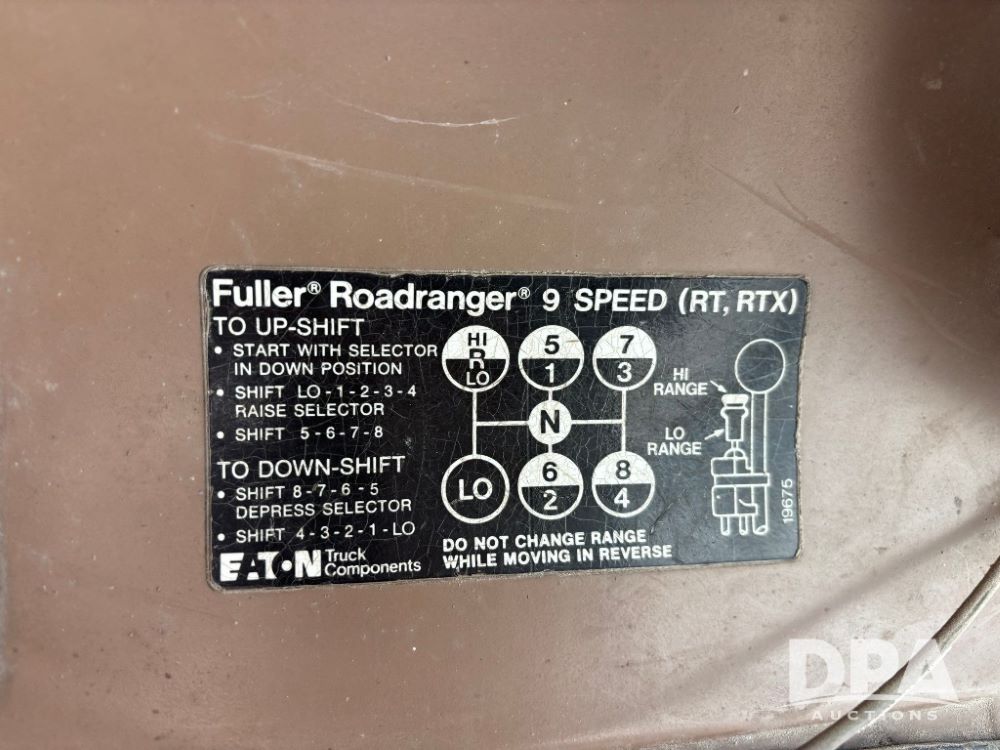 Fuller® Roadranger® 9 SPEED (RT, RTX)
TO UP-SHIFT
• START WITH SELECTOR
IN DOWN POSITION
• SHIFT LO-1-2-3-4
RAISE SELECTOR
• SHIFT 5-6-7-8
TO DOWN-SHIFT
• SHIFT 8-7-6-5
DEPRESS SELECTOR
• SHIFT 4-3-2-1-LO
EATON Truck
Components
HI
R
LO
5
1
7
3
N
LO
6
2
8
4
DO NOT CHANGE RANGE
WHILE MOVING IN REVERSE
HI
RANGE
LO
RANGE
19675
DPA
AUCTIONS